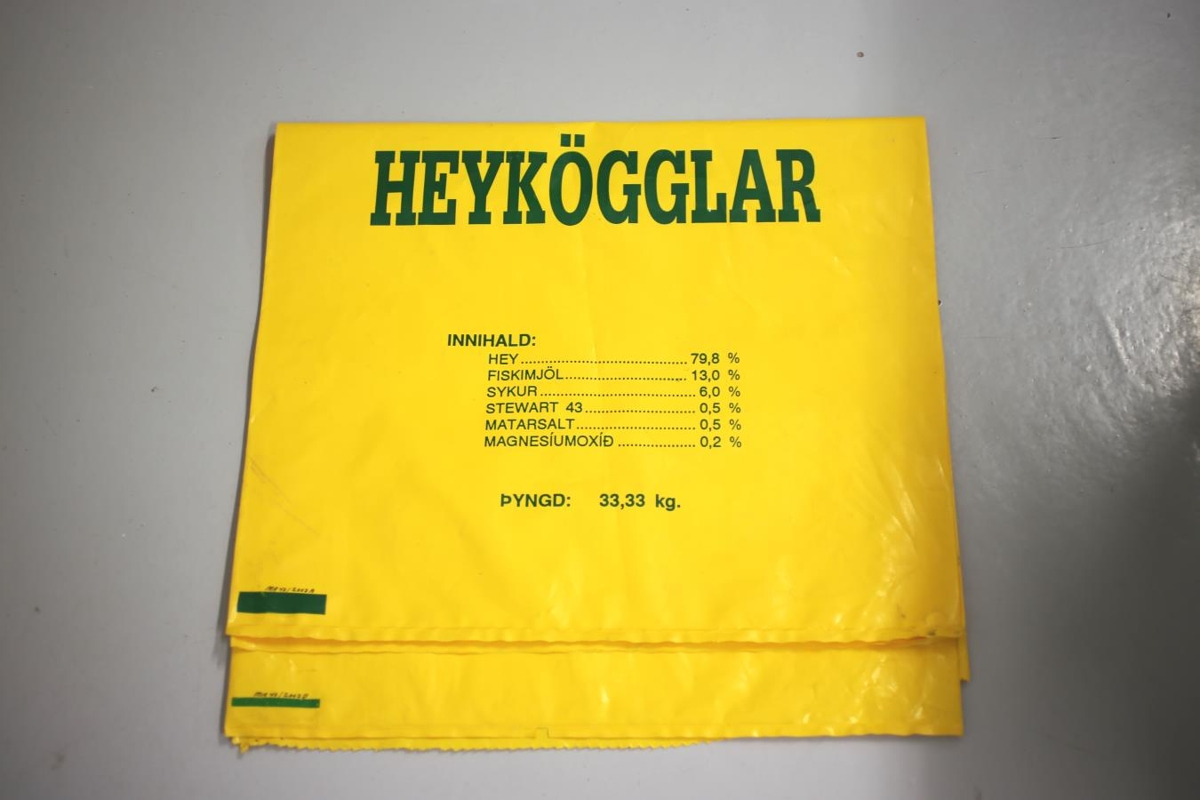 HEYKÖGGLAR
INNIHALD:
HEY.................................................79,8 %
FISKIMJÖL.................................... 13,0 %
SYKUR............................................ 6,0 %
STEWART 43................................ 0,5 %
MATARSALT.................................. 0,5 %
MAGNESÍUMOXÍÐ ...................... 0,2 %
ÞYNGD: 33,33 kg.